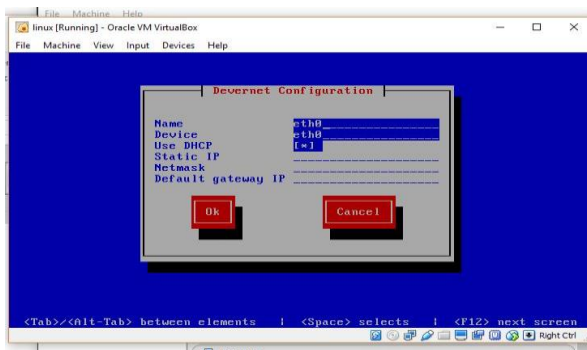 File Machine Help
linux [Running] - Oracle VM VirtualBox
File Machine View Input Devices Help
Devernet Configuration
Name eth0
Device eth0
Use DHCP [*]
Static IP
Netmask
Default gateway IP
Ok Cancel
<Tab>/<Alt-Tab> between elements | <Space> selects | <F12> next screen
Right Ctrl